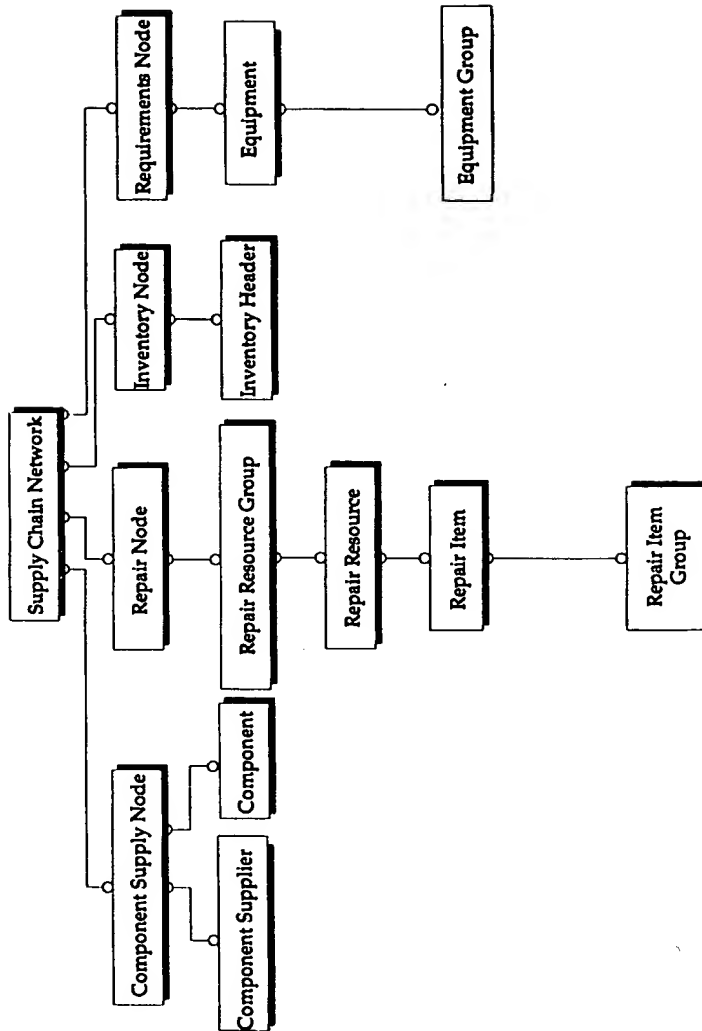 Supply Chain Network
Component Supply Node
Repair Node
Inventory Node
Requirements Node
Component Supplier
Component
Repair Resource Group
Inventory Header
Equipment
Repair Resource
Repair Item
Equipment Group
Repair Item
Group